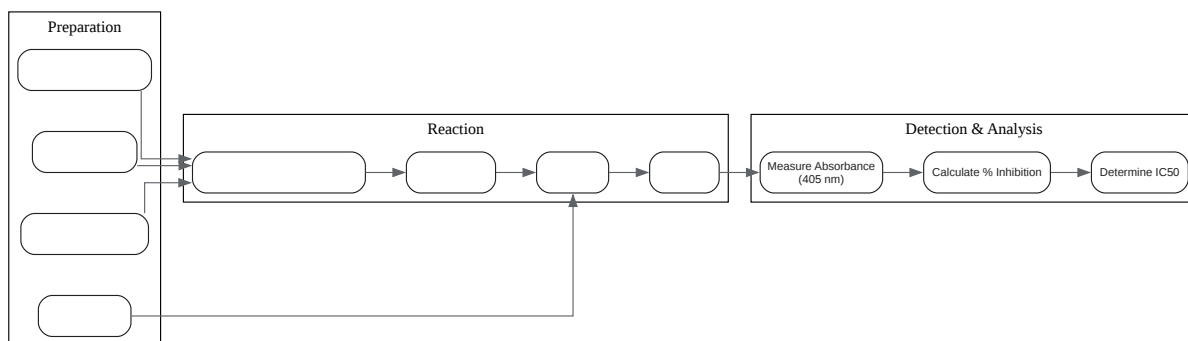 Preparation
Reaction
Detection & Analysis
Measure Absorbance
(405 nm)
Calculate % Inhibition
Determine IC50